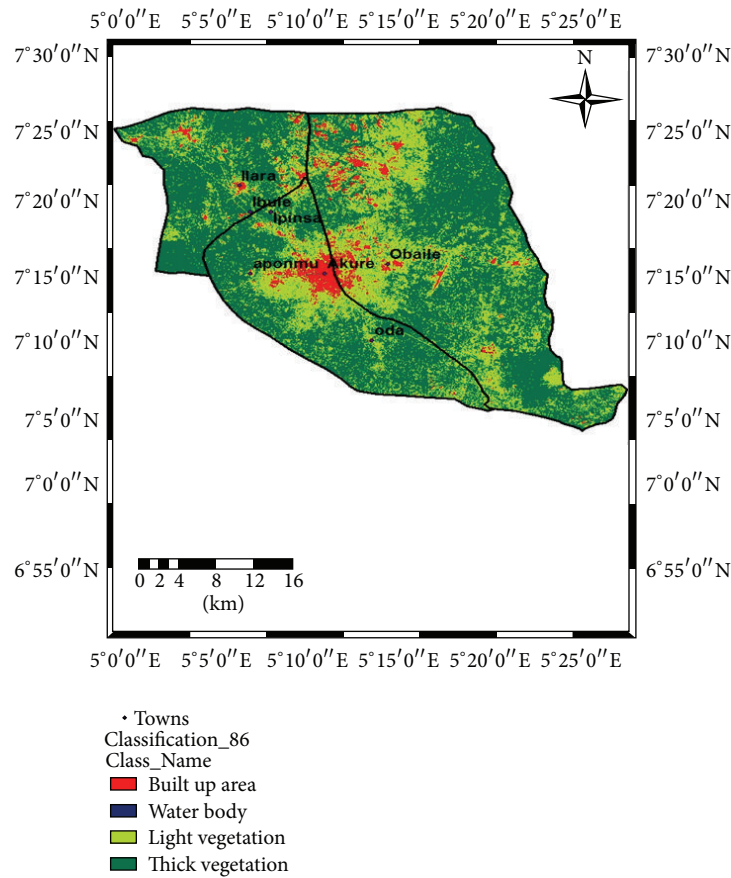 5°0′0″E 5°5′0″E 5°10′0″E 5°15′0″E 5°20′0″E 5°25′0″E
7°30′0″N 7°30′0″N
N
7°25′0″N 7°25′0″N
Ilara
7°20′0″N 7°20′0″N
Ibule
Ipinsa
Obaile
aponmu Akure
7°15′0″N 7°15′0″N
oda
7°10′0″N 7°10′0″N
7°5′0″N 7°5′0″N
7°0′0″N 7°0′0″N
6°55′0″N 6°55′0″N
0 2 4 8 12 16
(km)
5°0′0″E 5°5′0″E 5°10′0″E 5°15′0″E 5°20′0″E 5°25′0″E
Towns
Classification_86
Class_Name
Built up area
Water body
Light vegetation
Thick vegetation